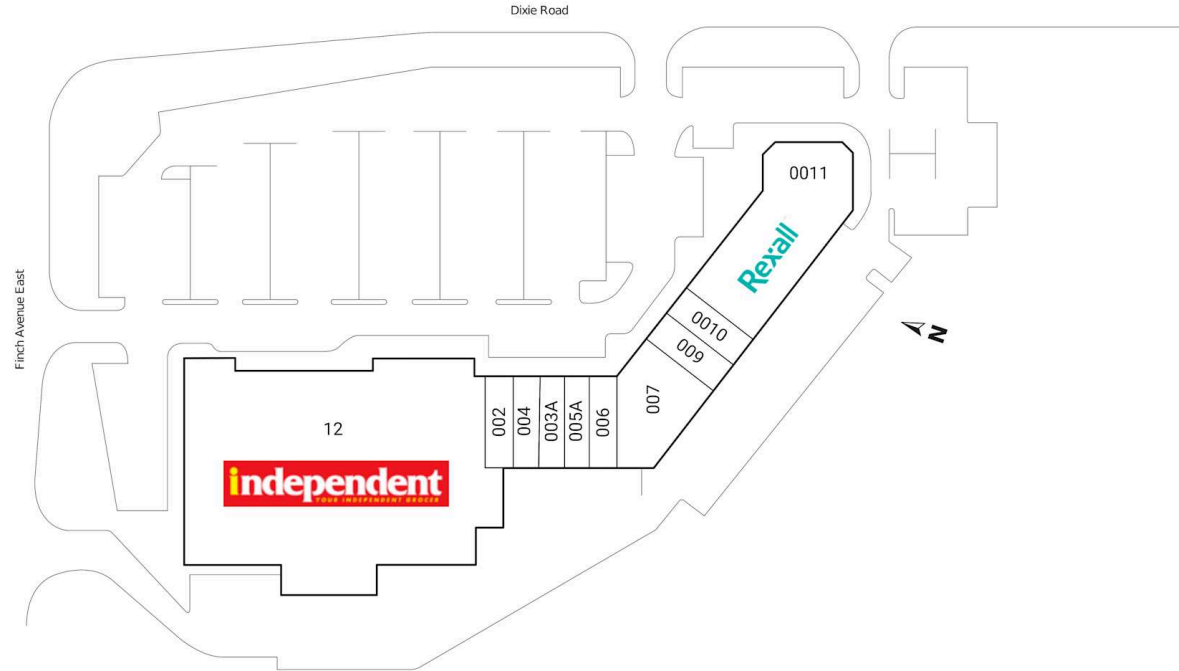 Dixie Road
Finch Avenue East
0011
Rexall
0010
009
007
N
002
004
003A
005A
006
12
independent
YOUR INDEPENDENT GROCER